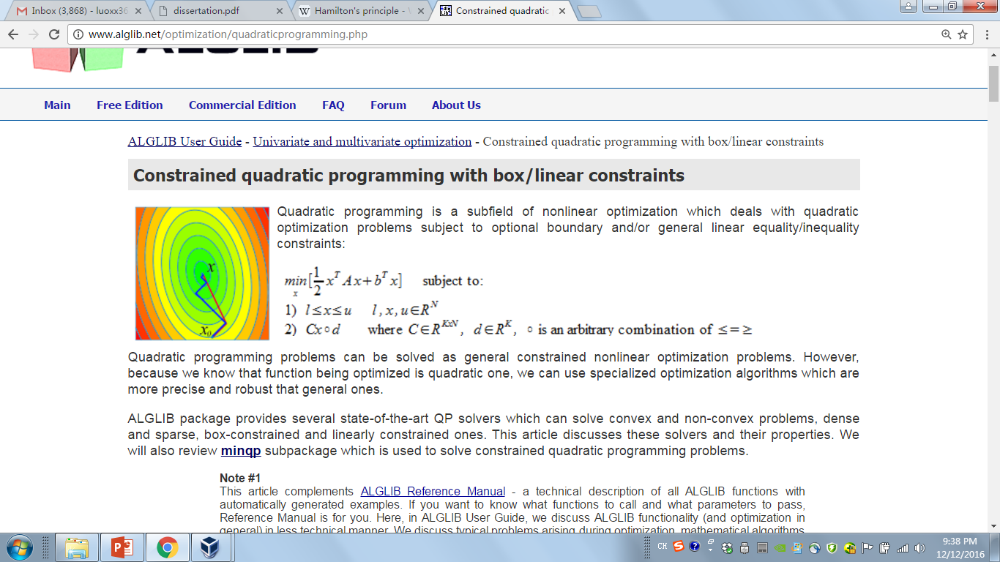 Inbox (3,868) - luoxx36
dissertation.pdf
Hamilton's principle -
Constrained quadratic
www.alglib.net/optimization/quadraticprogramming.php
Main Free Edition Commercial Edition FAQ Forum About Us
ALGLIB User Guide - Univariate and multivariate optimization - Constrained quadratic programming with box/linear constraints
Constrained quadratic programming with box/linear constraints
Quadratic programming is a subfield of nonlinear optimization which deals with quadratic
optimization problems subject to optional boundary and/or general linear equality/inequality
constraints:
x
x₀
min_x [1/2 x^T A x + b^T x] subject to:
1) l ≤ x ≤ u l, x, u ∈ R^N
2) Cx ∘ d where C ∈ R^{KxN}, d ∈ R^K, ∘ is an arbitrary combination of ≤ = ≥
Quadratic programming problems can be solved as general constrained nonlinear optimization problems. However,
because we know that function being optimized is quadratic one, we can use specialized optimization algorithms which are
more precise and robust that general ones.
ALGLIB package provides several state-of-the-art QP solvers which can solve convex and non-convex problems, dense
and sparse, box-constrained and linearly constrained ones. This article discusses these solvers and their properties. We
will also review minqp subpackage which is used to solve constrained quadratic programming problems.
Note #1
This article complements ALGLIB Reference Manual - a technical description of all ALGLIB functions with
automatically generated examples. If you want to know what functions to call and what parameters to pass,
Reference Manual is for you. Here, in ALGLIB User Guide, we discuss ALGLIB functionality (and optimization in
general) in less technical manner. We discuss typical problems arising during optimization, mathematical algorithms
CH
9:38 PM
12/12/2016